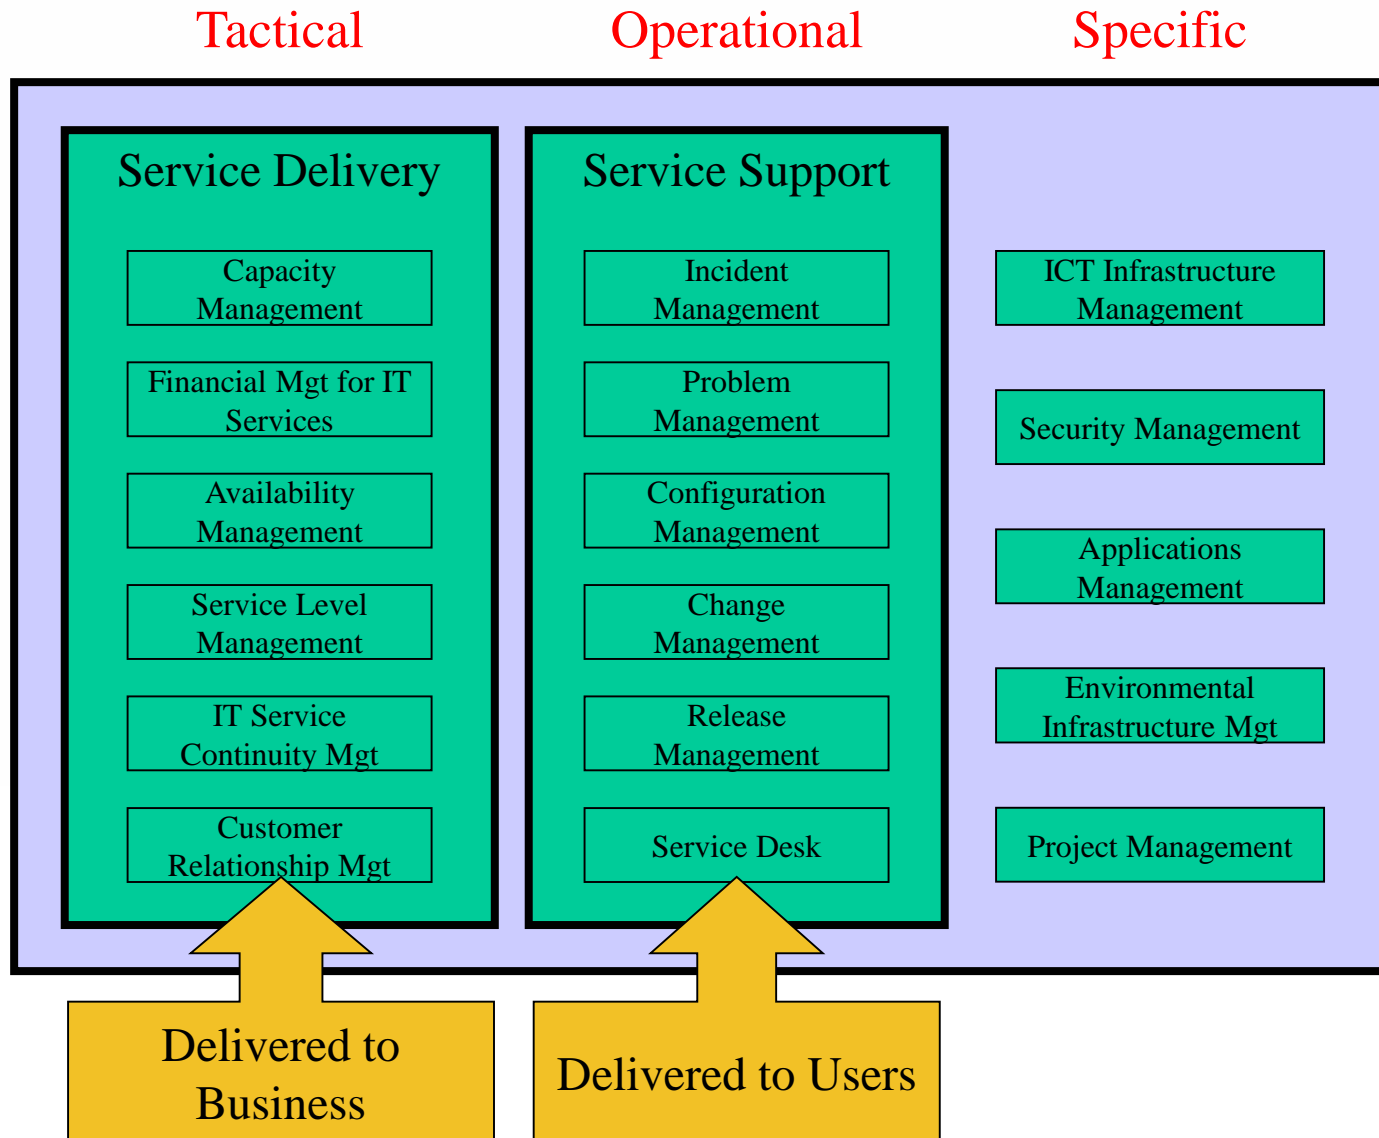 Tactical
Operational
Specific
Service Delivery
Capacity
Management
Financial Mgt for IT
Services
Availability
Management
Service Level
Management
IT Service
Continuity Mgt
Customer
Relationship Mgt
Service Support
Incident
Management
Problem
Management
Configuration
Management
Change
Management
Release
Management
Service Desk
ICT Infrastructure
Management
Security Management
Applications
Management
Environmental
Infrastructure Mgt
Project Management
Delivered to
Business
Delivered to Users